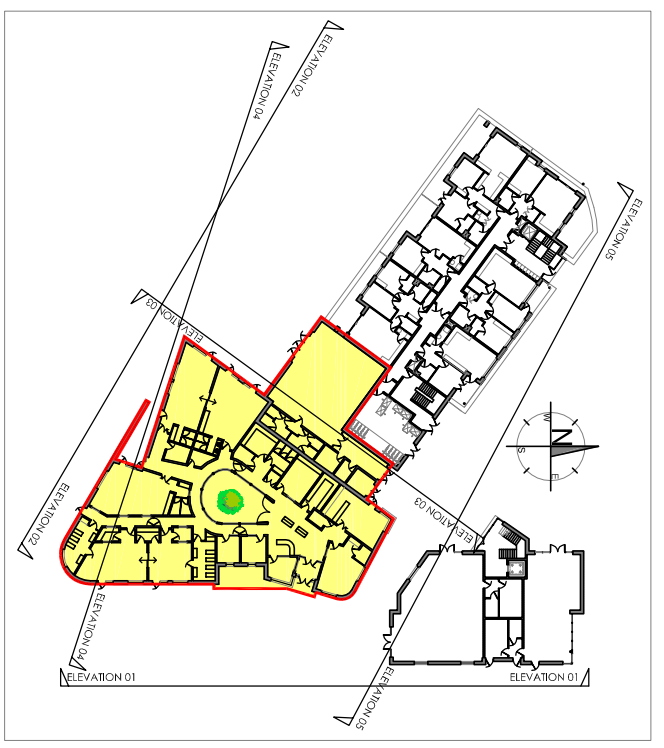 ELEVATION 04
ELEVATION 02
ELEVATION 05
ELEVATION 03
W
S
N
E
ELEVATION 02
ELEVATION 03
ELEVATION 04
ELEVATION 01
ELEVATION 01
ELEVATION 05